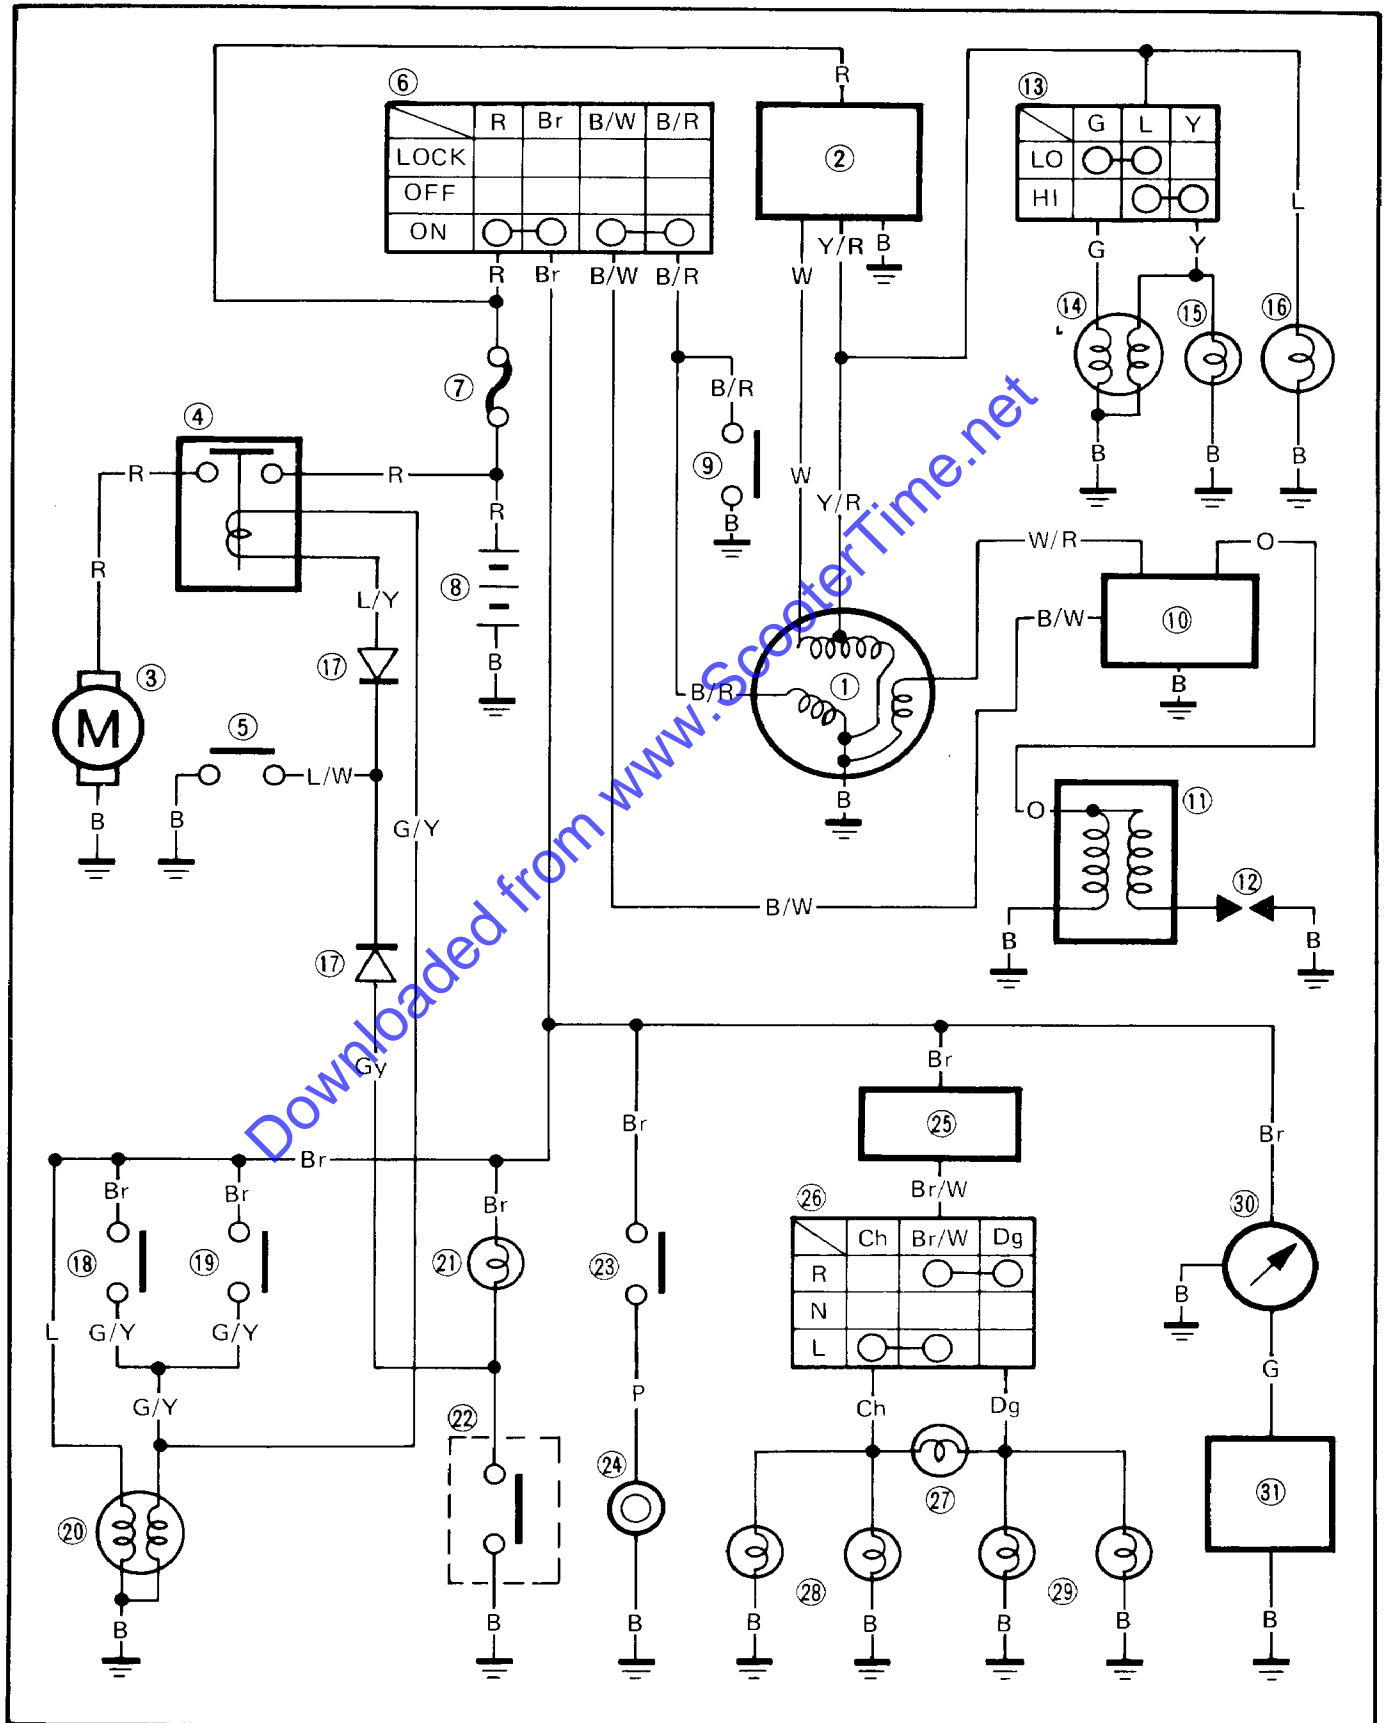 R
⑥
⑬
R Br B/W B/R
LOCK
OFF
ON
②
G L Y
LO
HI
R Br B/W B/R
W Y/R B
G Y
L
⑭ ⑮ ⑯
⑦
B/R
④
R R
⑨
W
Y/R
B B B
R
B
W/R O
R
⑧
L/Y
B/W ⑩
⑰
B
③
B/R ①
B
M
⑤
L/W
B B
G/Y
B
O ⑪
B/W
⑫
B B
⑰
Gy
Br
Br
㉕
Br
Br
Br Br Br
Br/W
㉖
㉚
Ch Br/W Dg
R
N
L
⑱ ⑲ ㉑ ㉓
B
L G/Y G/Y
G
G/Y
P
Ch Dg
㉒
㉔
㉗
㉛
⑳
㉘ ㉙
B B B B B B B B
Downloaded from www.ScooterTime.net